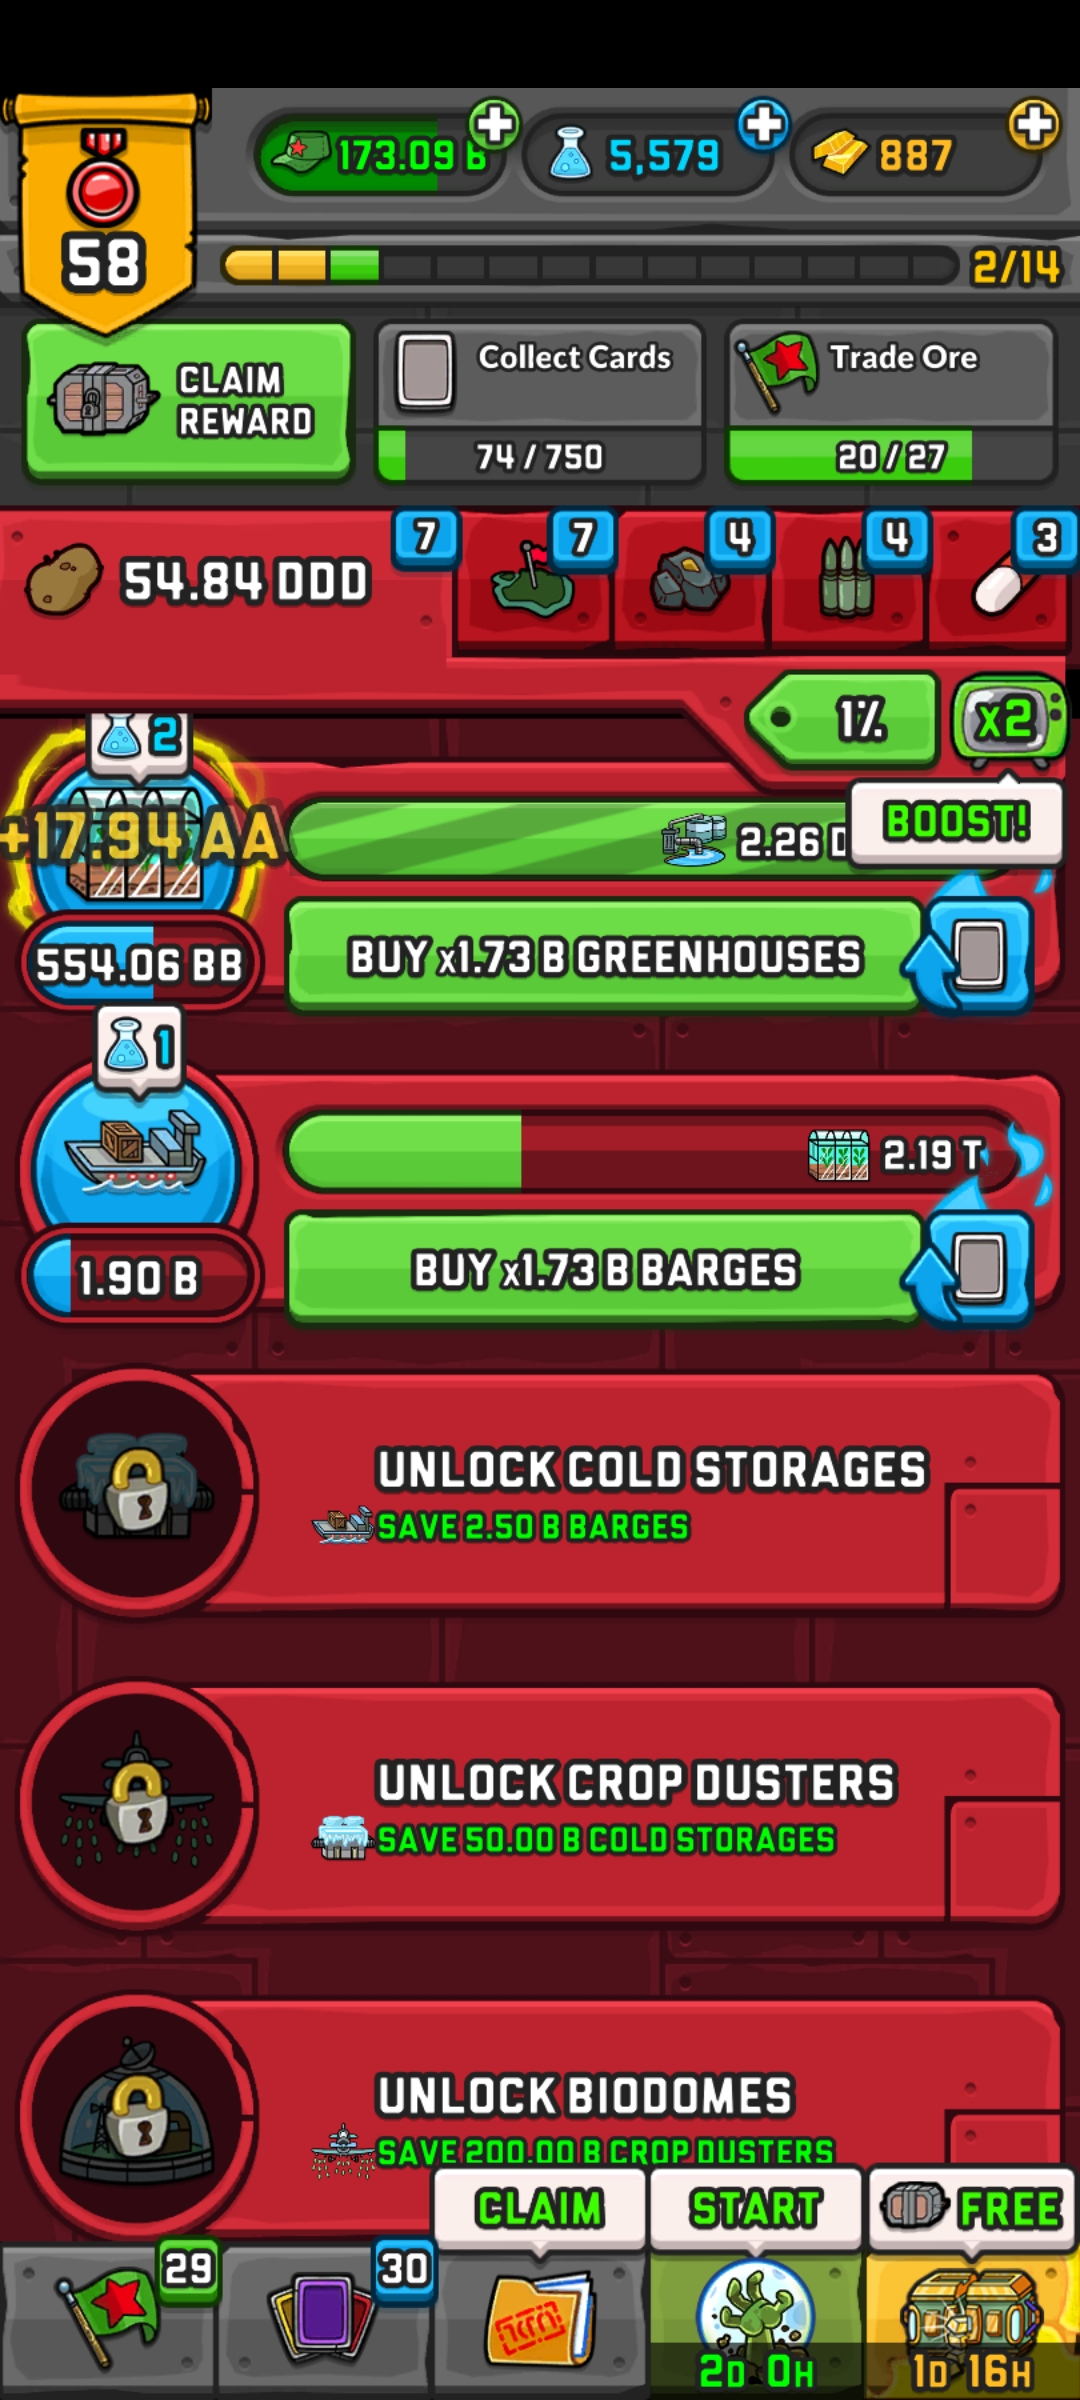 58
173.09 B
5,579
887
2/14
CLAIM
REWARD
Collect Cards
74 / 750
Trade Ore
20 / 27
54.84 DDD
7
7
4
4
3
1%
x2
BOOST!
2
+17.94 AA
2.26
554.06 BB
BUY x1.73 B GREENHOUSES
1
2.19 T
1.90 B
BUY x1.73 B BARGES
UNLOCK COLD STORAGES
SAVE 2.50 B BARGES
UNLOCK CROP DUSTERS
SAVE 50.00 B COLD STORAGES
UNLOCK BIODOMES
SAVE 200.00 B CROP DUSTERS
CLAIM
START
FREE
29
30
2D 0H
1D 16H